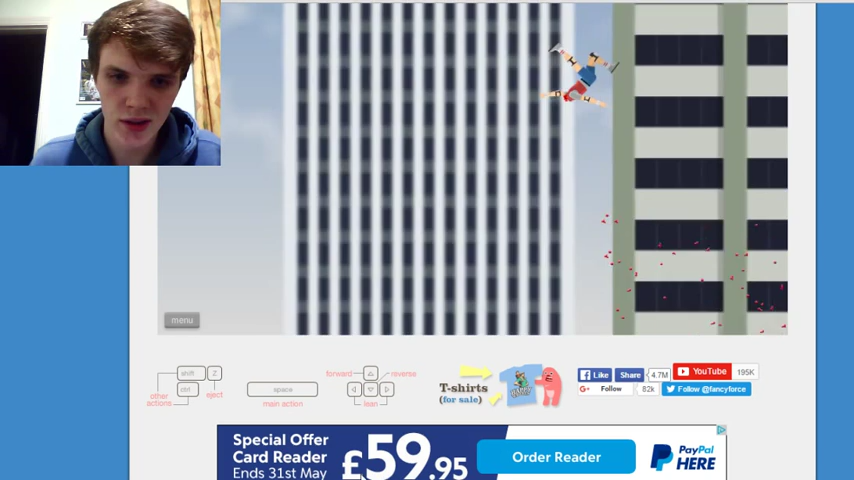 menu
shift
Z
ctrl
eject
other
actions
space
main action
forward
reverse
lean
T-shirts
(for sale)
Like
Share
4.7M
Follow
82k
YouTube
195K
Follow @fancyforce
Special Offer
Card Reader
Ends 31st May
£59.95
Order Reader
PayPal
HERE